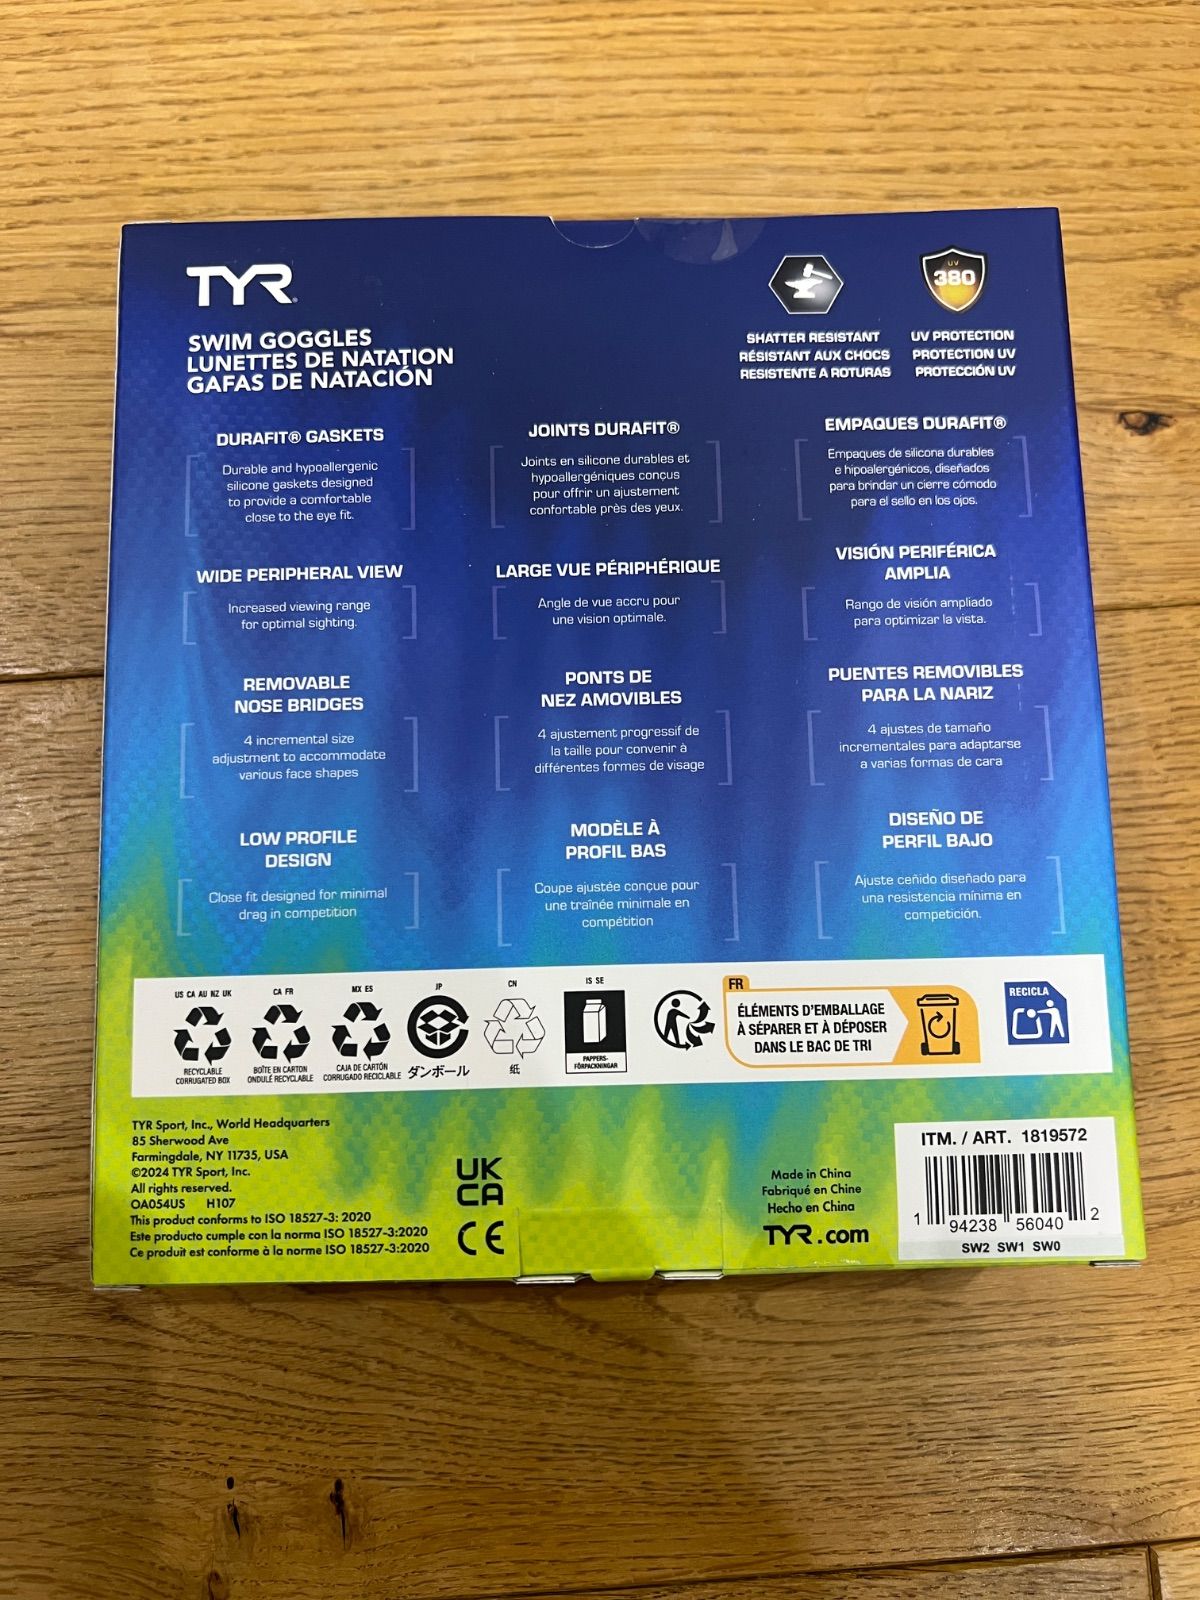 TYR
SWIM GOGGLES
LUNETTES DE NATATION
GAFAS DE NATACIÓN
SHATTER RESISTANT
RÉSISTANT AUX CHOCS
RESISTENTE A ROTURAS
UV
380
UV PROTECTION
PROTECTION UV
PROTECCIÓN UV
DURAFIT® GASKETS
Durable and hypoallergenic
silicone gaskets designed
to provide a comfortable
close to the eye fit.
JOINTS DURAFIT®
Joints en silicone durables et
hypoallergéniques conçus
pour offrir un ajustement
confortable près des yeux.
EMPAQUES DURAFIT®
Empaques de silicona durables
e hipoalergénicos, diseñados
para brindar un cierre cómodo
para el sello en los ojos.
WIDE PERIPHERAL VIEW
Increased viewing range
for optimal sighting.
LARGE VUE PÉRIPHÉRIQUE
Angle de vue accru pour
une vision optimale.
VISIÓN PERIFÉRICA
AMPLIA
Rango de visión ampliado
para optimizar la vista.
REMOVABLE
NOSE BRIDGES
4 incremental size
adjustment to accommodate
various face shapes
PONTS DE
NEZ AMOVIBLES
4 ajustement progressif de
la taille pour convenir à
différentes formes de visage
PUENTES REMOVIBLES
PARA LA NARIZ
4 ajustes de tamaño
incrementales para adaptarse
a varias formas de cara
LOW PROFILE
DESIGN
Close fit designed for minimal
drag in competition
MODÈLE À
PROFIL BAS
Coupe ajustée conçue pour
une traînée minimale en
compétition
DISEÑO DE
PERFIL BAJO
Ajuste ceñido diseñado para
una resistencia mínima en
competición.
US CA AU NZ UK
RECYCLABLE
CORRUGATED BOX
CA FR
BOÎTE EN CARTON
ONDULÉ RECYCLABLE
MX ES
CAJA DE CARTÓN
CORRUGADO RECICLABLE
JP
ダンボール
CN
纸
IS SE
PAPPERS-
FÖRPACKNINGAR
FR
ÉLÉMENTS D'EMBALLAGE
À SÉPARER ET À DÉPOSER
DANS LE BAC DE TRI
RECICLA
TYR Sport, Inc., World Headquarters
85 Sherwood Ave
Farmingdale, NY 11735, USA
©2024 TYR Sport, Inc.
All rights reserved.
OA054US H107
This product conforms to ISO 18527-3: 2020
Este producto cumple con la norma ISO 18527-3:2020
Ce produit est conforme à la norme ISO 18527-3:2020
UK
CA
CE
Made in China
Fabriqué en Chine
Hecho en China
TYR.com
ITM. / ART. 1819572
1 94238 56040 2
SW2 SW1 SW0